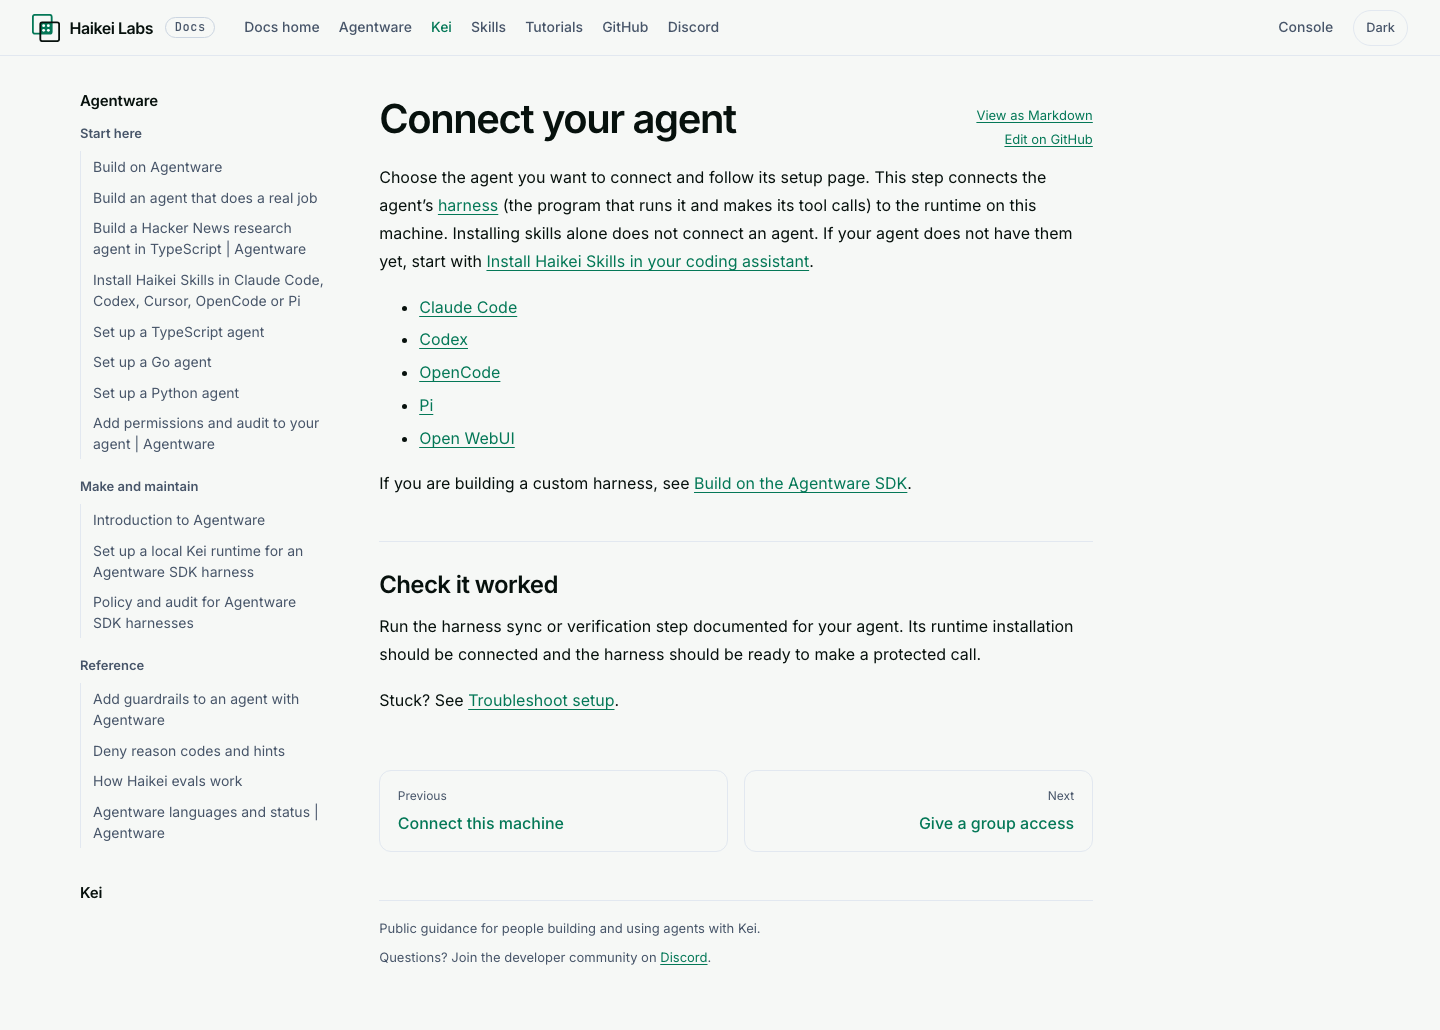 Haikei Labs
Docs
Docs home
Agentware
Kei
Skills
Tutorials
GitHub
Discord
Console
Dark
Agentware
Start here
Build on Agentware
Build an agent that does a real job
Build a Hacker News research
agent in TypeScript | Agentware
Install Haikei Skills in Claude Code,
Codex, Cursor, OpenCode or Pi
Set up a TypeScript agent
Set up a Go agent
Set up a Python agent
Add permissions and audit to your
agent | Agentware
Make and maintain
Introduction to Agentware
Set up a local Kei runtime for an
Agentware SDK harness
Policy and audit for Agentware
SDK harnesses
Reference
Add guardrails to an agent with
Agentware
Deny reason codes and hints
How Haikei evals work
Agentware languages and status |
Agentware
Kei
Connect your agent
View as Markdown
Edit on GitHub
Choose the agent you want to connect and follow its setup page. This step connects the
agent’s harness (the program that runs it and makes its tool calls) to the runtime on this
machine. Installing skills alone does not connect an agent. If your agent does not have them
yet, start with Install Haikei Skills in your coding assistant.
Claude Code
Codex
OpenCode
Pi
Open WebUI
If you are building a custom harness, see Build on the Agentware SDK.
Check it worked
Run the harness sync or verification step documented for your agent. Its runtime installation
should be connected and the harness should be ready to make a protected call.
Stuck? See Troubleshoot setup.
Previous
Connect this machine
Next
Give a group access
Public guidance for people building and using agents with Kei.
Questions? Join the developer community on Discord.